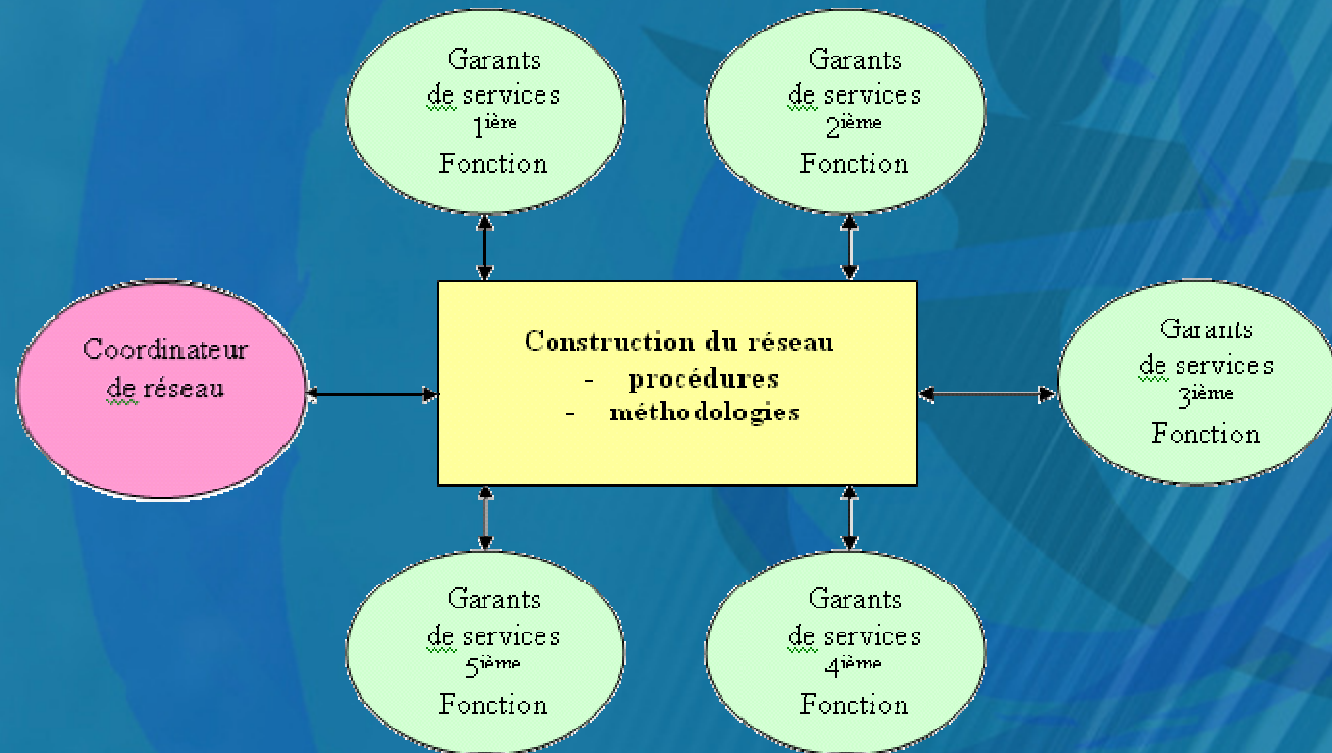 Garants
de services
1ière
Fonction
Garants
de services
2ième
Fonction
Coordinateur
de réseau
Construction du réseau
- procédures
- méthodologies
Garants
de services
3ième
Fonction
Garants
de services
5ième
Fonction
Garants
de services
4ième
Fonction